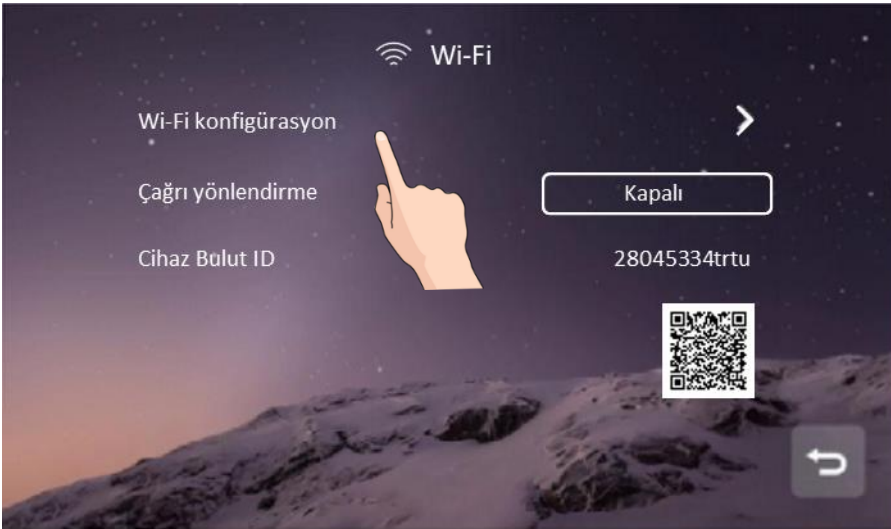 Wi-Fi
Wi-Fi konfigürasyon
Çağrı yönlendirme Kapalı
Cihaz Bulut ID 28045334trtu